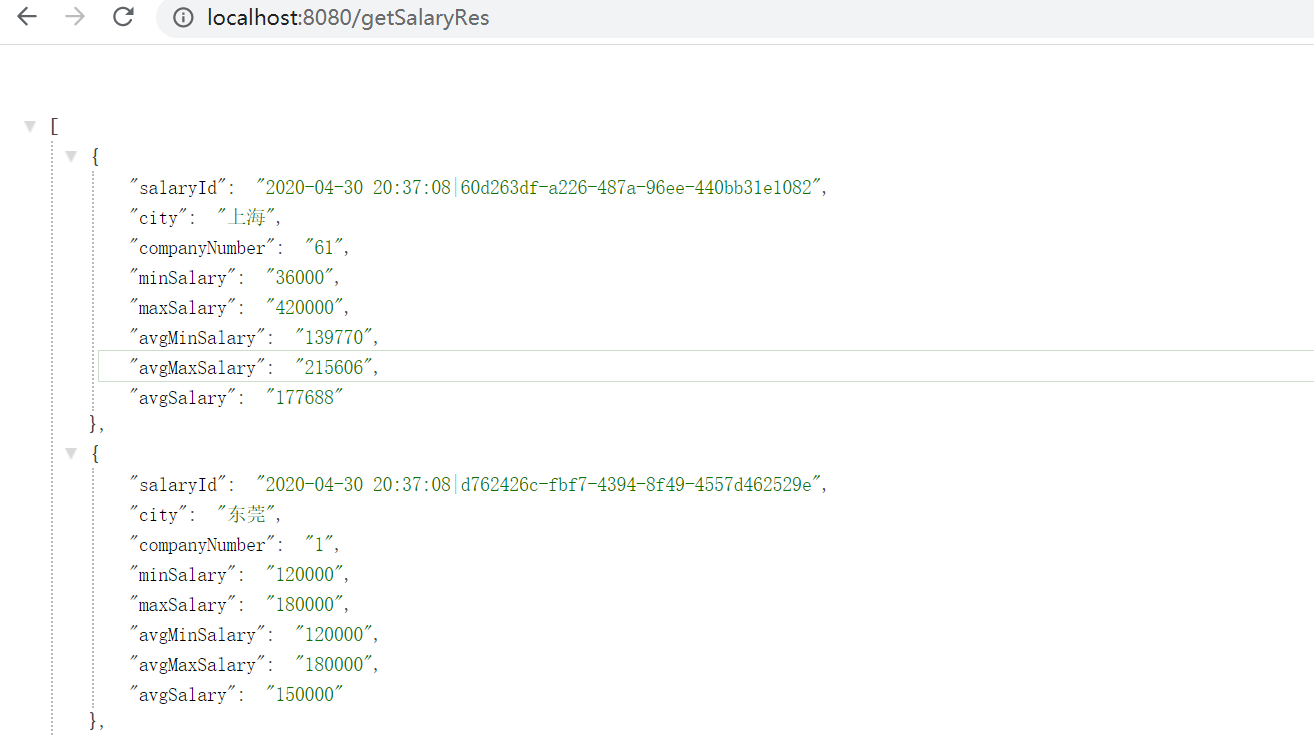 localhost:8080/getSalaryRes
[
{
"salaryId": "2020-04-30 20:37:08|60d263df-a226-487a-96ee-440bb31e1082",
"city": "上海",
"companyNumber": "61",
"minSalary": "36000",
"maxSalary": "420000",
"avgMinSalary": "139770",
"avgMaxSalary": "215606",
"avgSalary": "177688"
},
{
"salaryId": "2020-04-30 20:37:08|d762426c-fbf7-4394-8f49-4557d462529e",
"city": "东莞",
"companyNumber": "1",
"minSalary": "120000",
"maxSalary": "180000",
"avgMinSalary": "120000",
"avgMaxSalary": "180000",
"avgSalary": "150000"
},